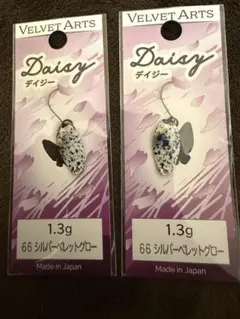 VELVET ARTS
Daisy
デイジー
1.3g
66 シルバーペレットグロー
Made in Japan
VELVET ARTS
Daisy
デイジー
1.3g
66 シルバーペレットグロー
Made in Japan